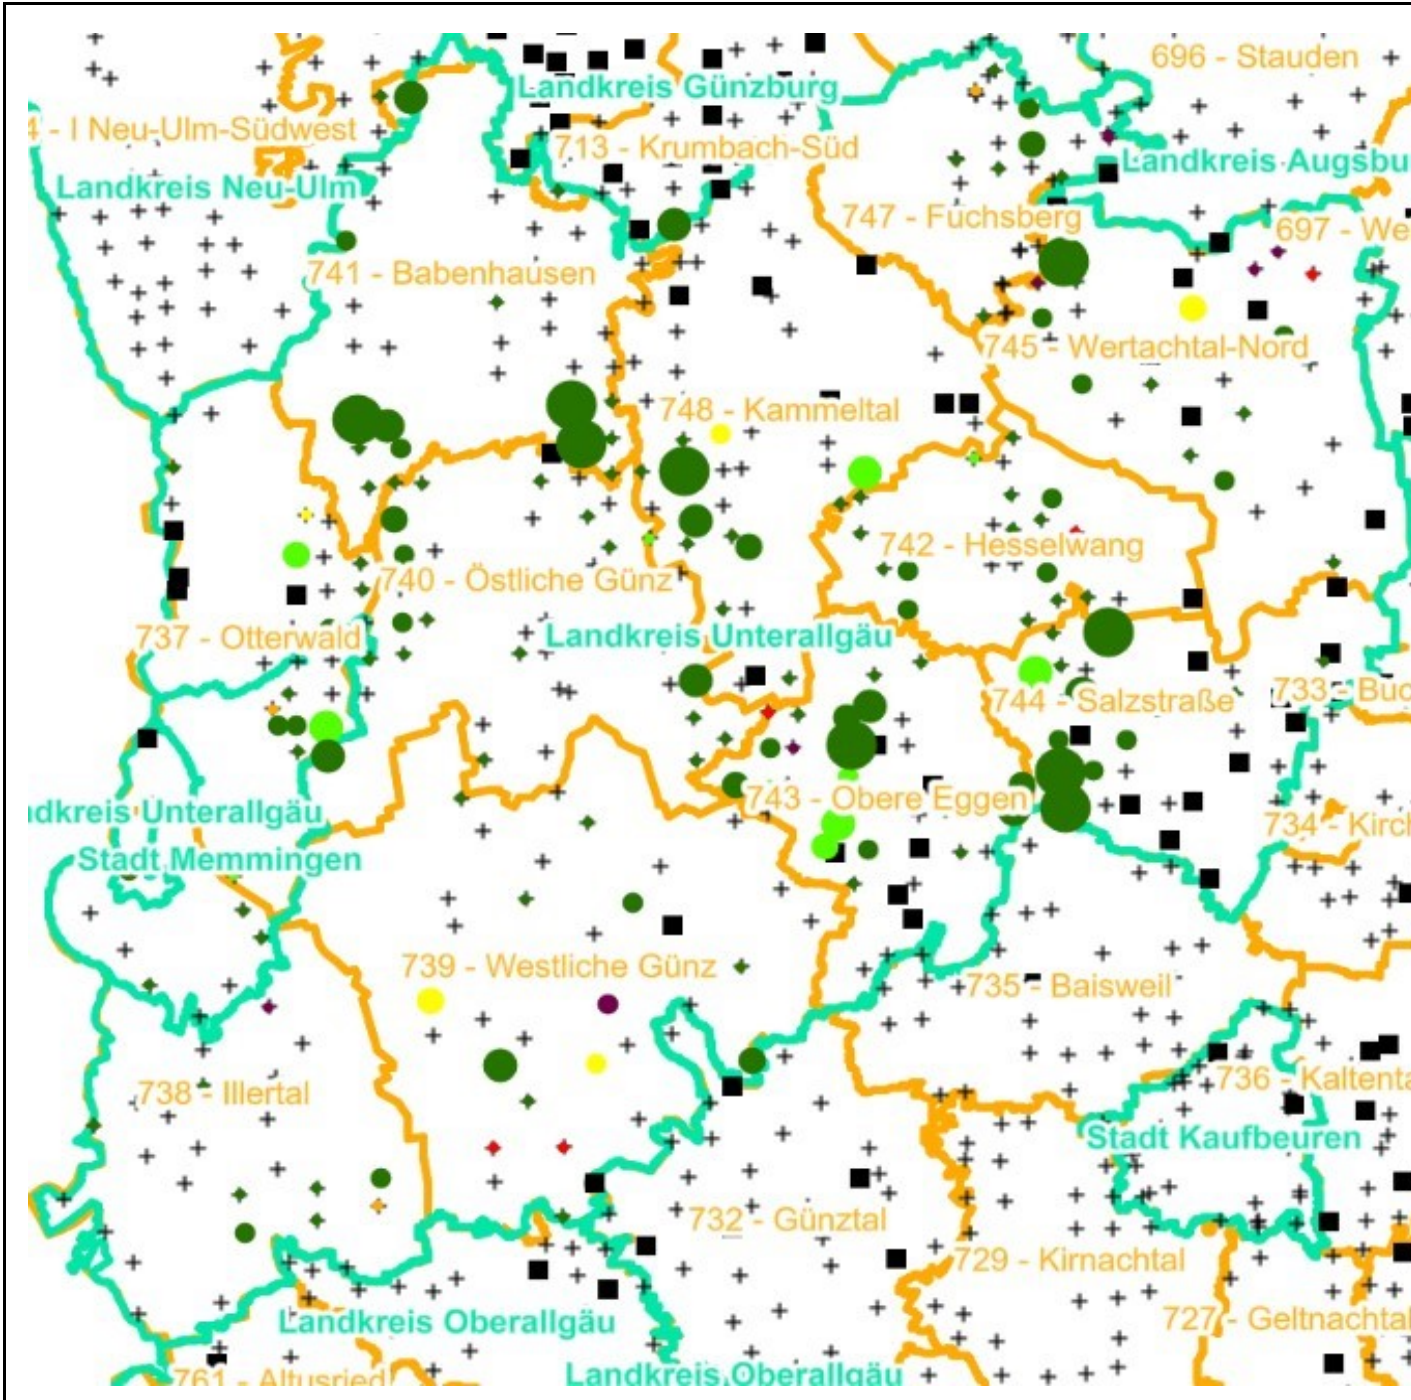 696 - Stauden
Landkreis Günzburg
4 - I Neu-Ulm-Südwest
713 - Krumbach-Süd
Landkreis Augsbu
Landkreis Neu-Ulm
747 - Fuchsberg
697 - We
741 - Babenhausen
745 - Wertachtal-Nord
748 - Kammeltal
742 - Hesselwang
740 - Östliche Günz
737 - Otterwald
Landkreis Unterallgäu
744 - Salzstraße
733 - Buc
743 - Obere Eggen
ndkreis Unterallgäu
734 - Kirch
Stadt Memmingen
739 - Westliche Günz
735 - Baisweil
738 - Illertal
736 - Kaltenta
Stadt Kaufbeuren
732 - Günztal
729 - Kirnachtal
Landkreis Oberallgäu
727 - Geltnachtal
761 - Altusried
Landkreis Oberallgäu